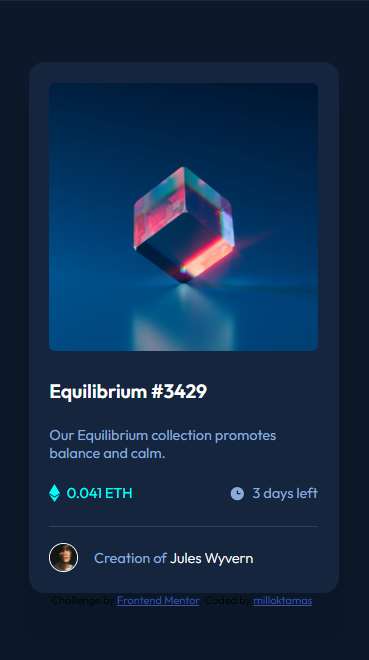 Equilibrium #3429
Our Equilibrium collection promotes
balance and calm.
0.041 ETH 3 days left
Creation of Jules Wyvern
Challenge by Frontend Mentor. Coded by milloktamas